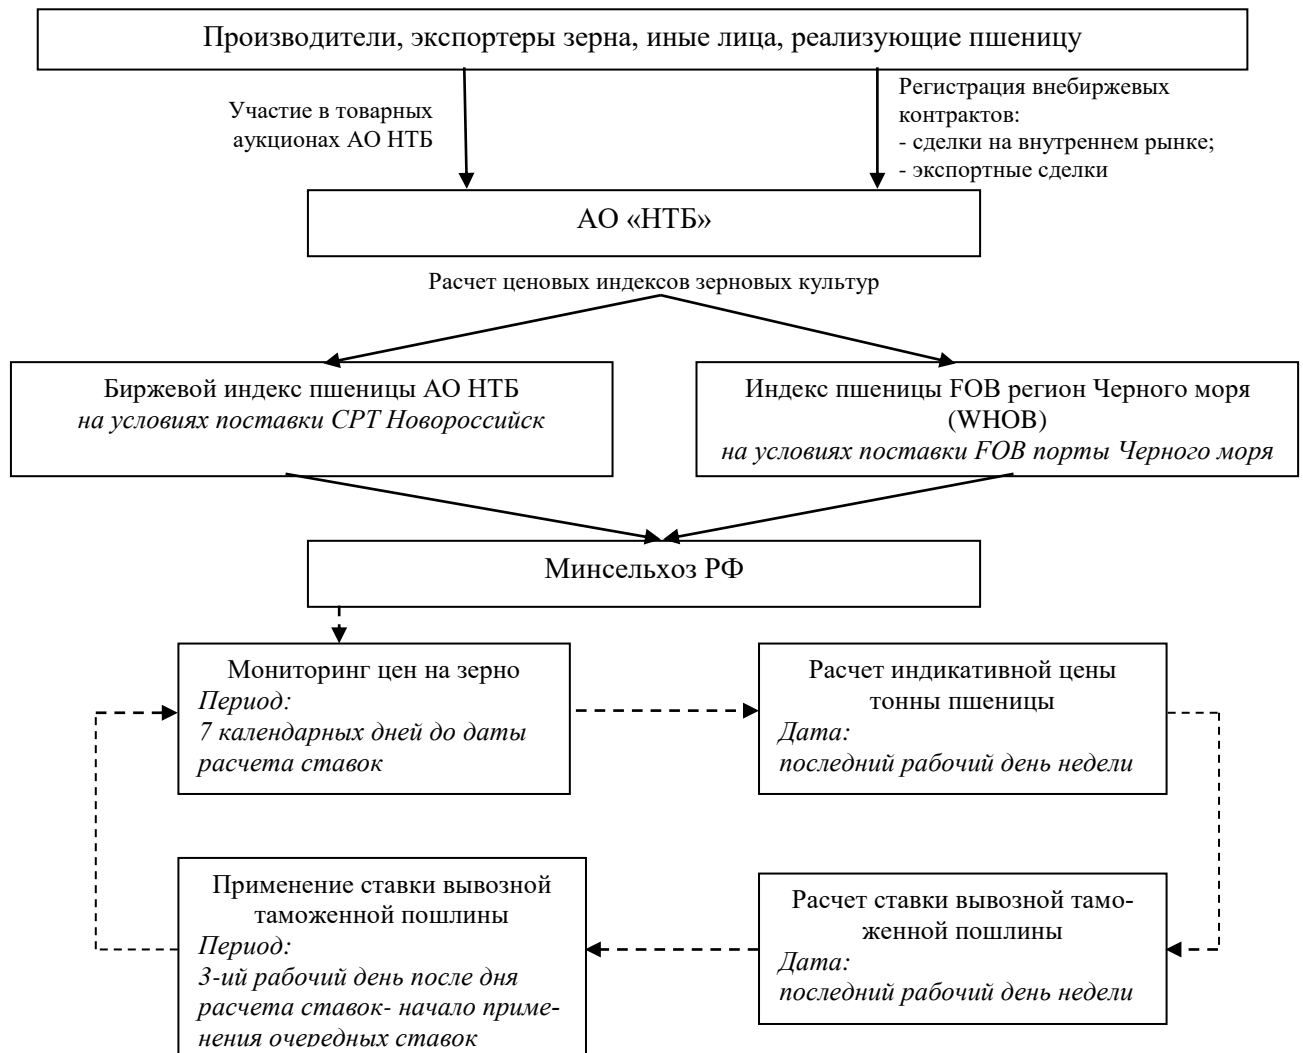 Производители, экспортеры зерна, иные лица, реализующие пшеницу
Участие в товарных
аукционах АО НТБ
Регистрация внебиржевых
контрактов:
- сделки на внутреннем рынке;
- экспортные сделки
АО «НТБ»
Расчет ценовых индексов зерновых культур
Биржевой индекс пшеницы АО НТБ
на условиях поставки CPT Новороссийск
Индекс пшеницы FOB регион Черного моря
(WHOB)
на условиях поставки FOB порты Черного моря
Минсельхоз РФ
Мониторинг цен на зерно
Период:
7 календарных дней до даты
расчета ставок
Расчет индикативной цены
тонны пшеницы
Дата:
последний рабочий день недели
Применение ставки вывозной
таможенной пошлины
Период:
3-ий рабочий день после дня
расчета ставок- начало приме-
нения очередных ставок
Расчет ставки вывозной тамо-
женной пошлины
Дата:
последний рабочий день недели